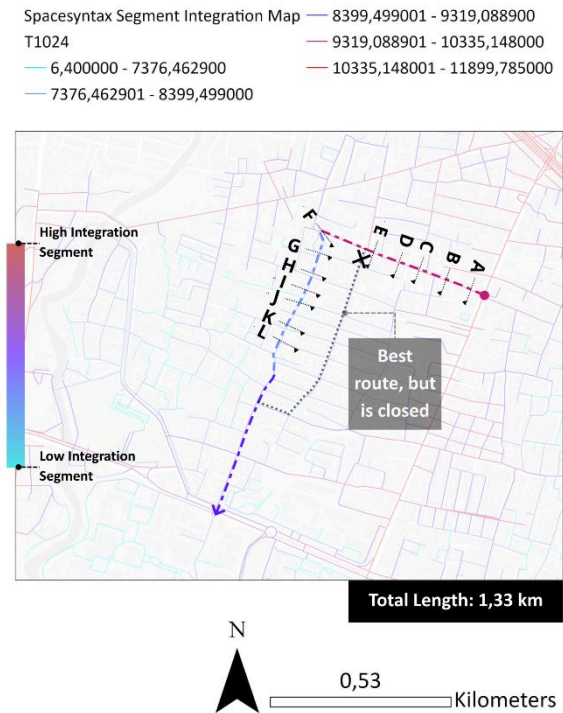 Spacesyntax Segment Integration Map
T1024
6,400000 - 7376,462900
7376,462901 - 8399,499000
8399,499001 - 9319,088900
9319,088901 - 10335,148000
10335,148001 - 11899,785000
High Integration
Segment
Low Integration
Segment
F
E
D
C
B
A
G
H
I
J
K
L
X
Best
route, but
is closed
Total Length: 1,33 km
N
0,53
Kilometers